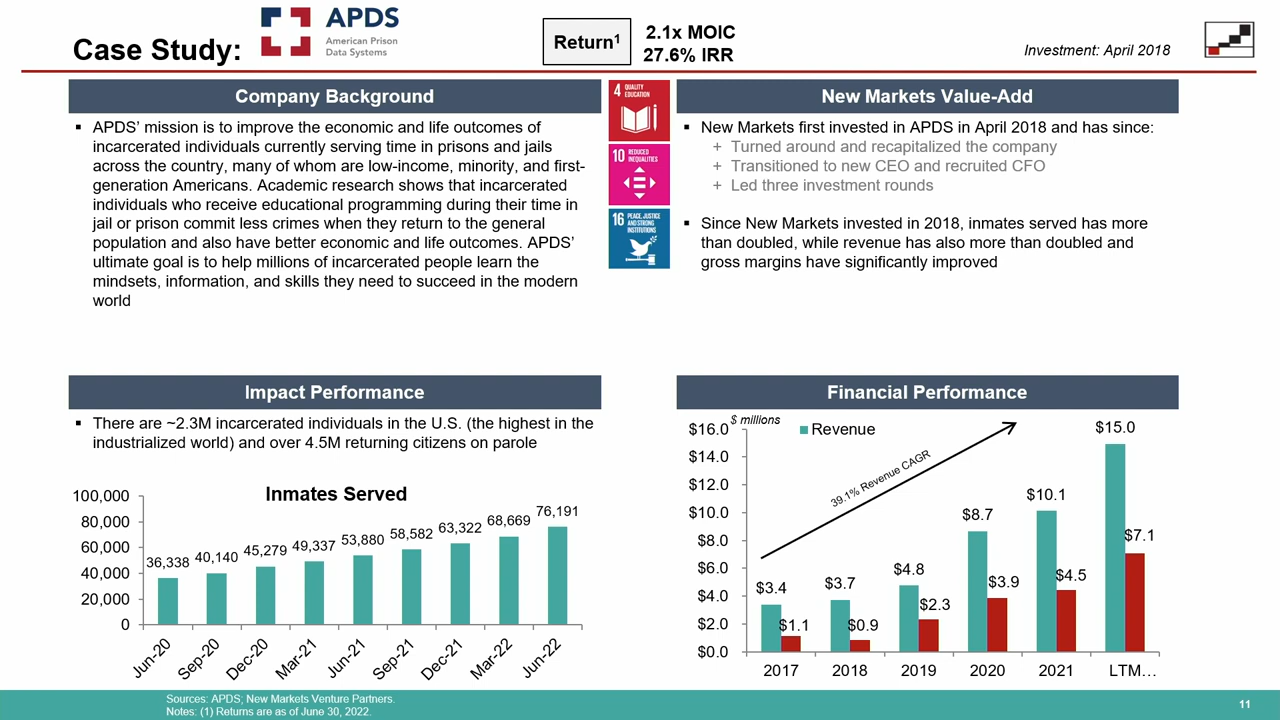 Case Study:
APDS
American Prison
Data Systems
Return1
2.1x MOIC
27.6% IRR
Investment: April 2018
Company Background
▪ APDS’ mission is to improve the economic and life outcomes of
incarcerated individuals currently serving time in prisons and jails
across the country, many of whom are low-income, minority, and first-
generation Americans. Academic research shows that incarcerated
individuals who receive educational programming during their time in
jail or prison commit less crimes when they return to the general
population and also have better economic and life outcomes. APDS’
ultimate goal is to help millions of incarcerated people learn the
mindsets, information, and skills they need to succeed in the modern
world
4 QUALITY
EDUCATION
10 REDUCED
INEQUALITIES
16 PEACE, JUSTICE
AND STRONG
INSTITUTIONS
New Markets Value-Add
▪ New Markets first invested in APDS in April 2018 and has since:
+ Turned around and recapitalized the company
+ Transitioned to new CEO and recruited CFO
+ Led three investment rounds
▪ Since New Markets invested in 2018, inmates served has more
than doubled, while revenue has also more than doubled and
gross margins have significantly improved
Impact Performance
▪ There are ~2.3M incarcerated individuals in the U.S. (the highest in the
industrialized world) and over 4.5M returning citizens on parole
Inmates Served
100,000
80,000
60,000
40,000
20,000
0
36,338
40,140
45,279
49,337
53,880
58,582
63,322
68,669
76,191
Jun-20
Sep-20
Dec-20
Mar-21
Jun-21
Sep-21
Dec-21
Mar-22
Jun-22
Financial Performance
$ millions
Revenue
39.1% Revenue CAGR
$16.0
$14.0
$12.0
$10.0
$8.0
$6.0
$4.0
$2.0
$0.0
$3.4
$1.1
$3.7
$0.9
$4.8
$2.3
$8.7
$3.9
$10.1
$4.5
$15.0
$7.1
2017
2018
2019
2020
2021
LTM…
Sources: APDS; New Markets Venture Partners.
Notes: (1) Returns are as of June 30, 2022.
11